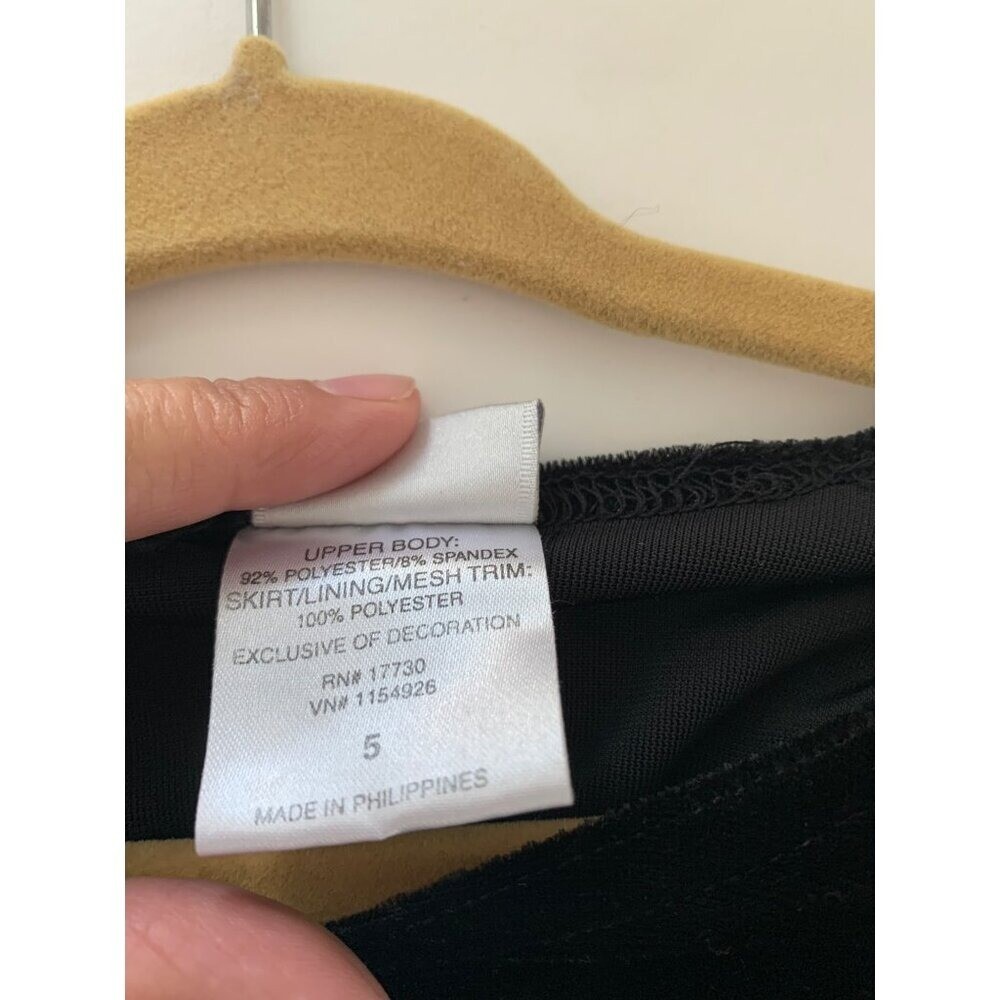 UPPER BODY:
92% POLYESTER/8% SPANDEX
SKIRT/LINING/MESH TRIM:
100% POLYESTER
EXCLUSIVE OF DECORATION
RN# 17730
VN# 1154926
5
MADE IN PHILIPPINES